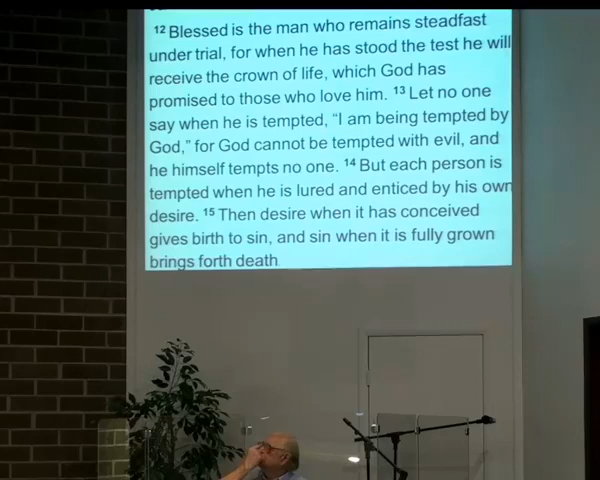 ¹² Blessed is the man who remains steadfast
under trial, for when he has stood the test he will
receive the crown of life, which God has
promised to those who love him. ¹³ Let no one
say when he is tempted, “I am being tempted by
God,” for God cannot be tempted with evil, and
he himself tempts no one. ¹⁴ But each person is
tempted when he is lured and enticed by his own
desire. ¹⁵ Then desire when it has conceived
gives birth to sin, and sin when it is fully grown
brings forth death